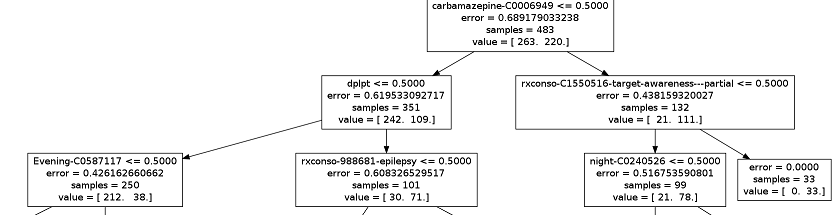 carbamazepine-C0006949 <= 0.5000
error = 0.689179033238
samples = 483
value = [ 263. 220.]
dplpt <= 0.5000
error = 0.619533092717
samples = 351
value = [ 242. 109.]
rxconso-C1550516-target-awareness---partial <= 0.5000
error = 0.438159320027
samples = 132
value = [ 21. 111.]
Evening-C0587117 <= 0.5000
error = 0.426162660662
samples = 250
value = [ 212. 38.]
rxconso-988681-epilepsy <= 0.5000
error = 0.608326529517
samples = 101
value = [ 30. 71.]
night-C0240526 <= 0.5000
error = 0.516753590801
samples = 99
value = [ 21. 78.]
error = 0.0000
samples = 33
value = [ 0. 33.]